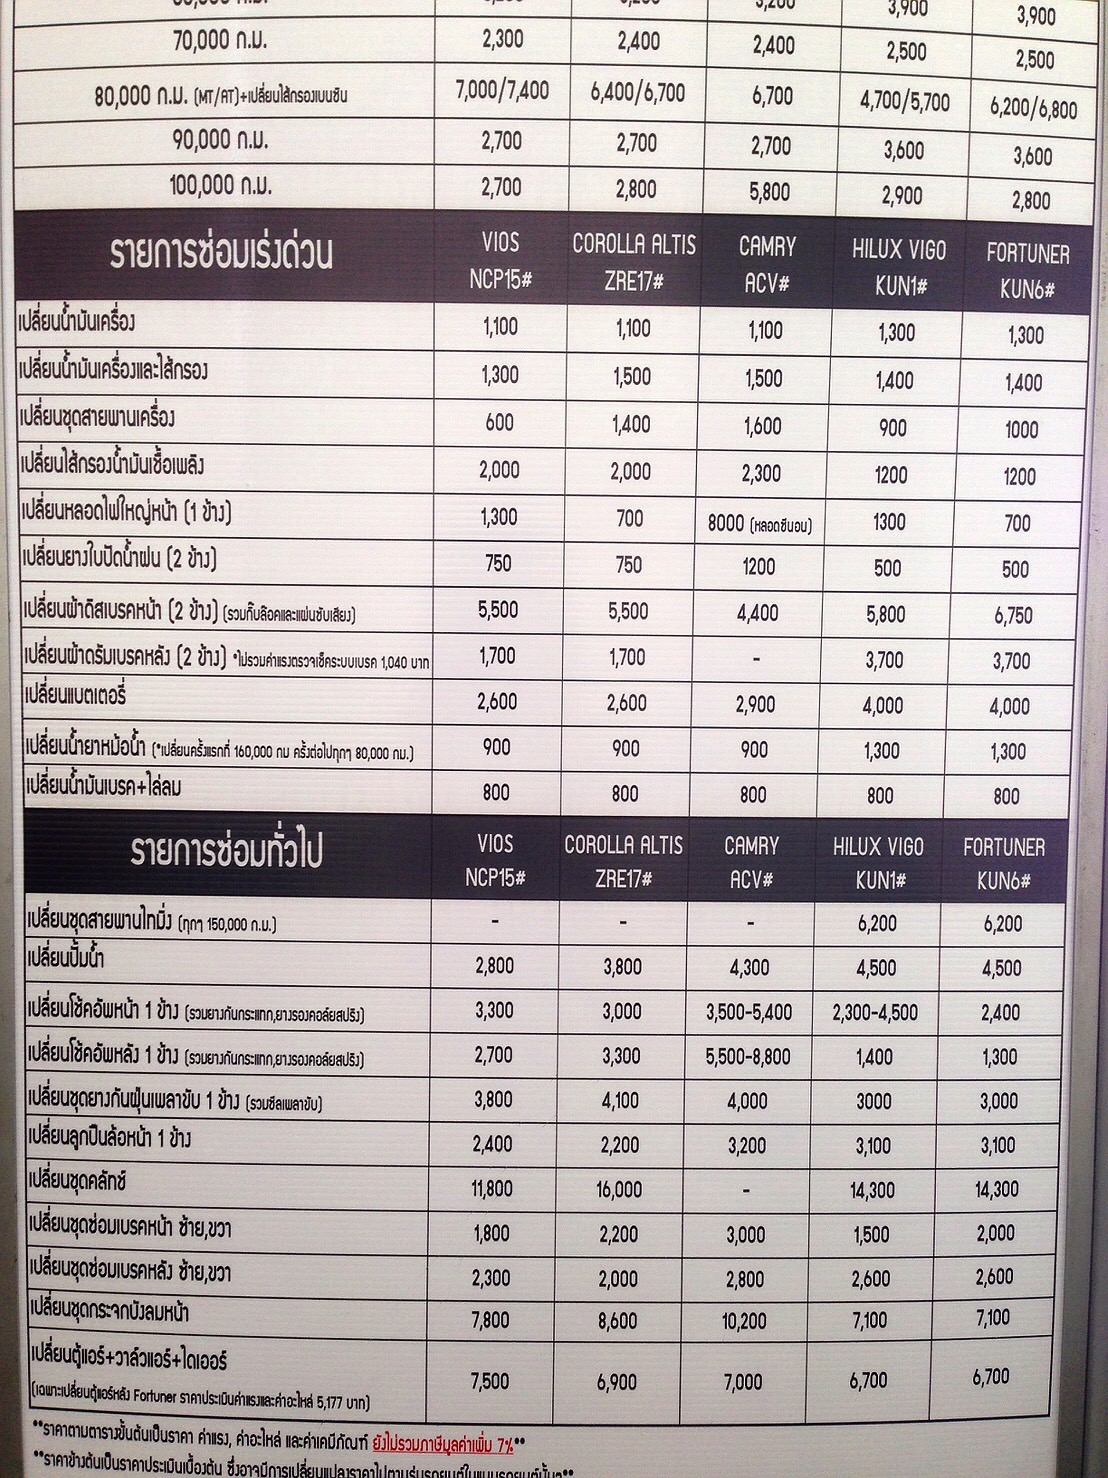 3,900 3,900
70,000 ก.ม. 2,300 2,400 2,400 2,500 2,500
80,000 ก.ม. (MT/AT)+เปลี่ยนไส้กรองเบนซิน 7,000/7,400 6,400/6,700 6,700 4,700/5,700 6,200/6,800
90,000 ก.ม. 2,700 2,700 2,700 3,600 3,600
100,000 ก.ม. 2,700 2,800 5,800 2,900 2,800
รายการซ่อมเร่งด่วน VIOS NCP15# COROLLA ALTIS ZRE17# CAMRY ACV# HILUX VIGO KUN1# FORTUNER KUN6#
เปลี่ยนน้ำมันเครื่อง 1,100 1,100 1,100 1,300 1,300
เปลี่ยนน้ำมันเครื่องและไส้กรอง 1,300 1,500 1,500 1,400 1,400
เปลี่ยนชุดสายพานเครื่อง 600 1,400 1,600 900 1000
เปลี่ยนไส้กรองน้ำมันเชื้อเพลิง 2,000 2,000 2,300 1200 1200
เปลี่ยนหลอดไฟใหญ่หน้า (1 ข้าง) 1,300 700 8000 (หลอดซีนอน) 1300 700
เปลี่ยนยางใบปัดน้ำฝน (2 ข้าง) 750 750 1200 500 500
เปลี่ยนผ้าดิสเบรคหน้า (2 ข้าง) (รวมกิ๊บล๊อคและแผ่นซับเสียง) 5,500 5,500 4,400 5,800 6,750
เปลี่ยนผ้าดรัมเบรคหลัง (2 ข้าง) *ไม่รวมค่าแรงตรวจเช็คระบบเบรค 1,040 บาท 1,700 1,700 - 3,700 3,700
เปลี่ยนแบตเตอรี่ 2,600 2,600 2,900 4,000 4,000
เปลี่ยนน้ำยาหม้อน้ำ (*เปลี่ยนครั้งแรกที่ 160,000 กม ครั้งต่อไปทุกๆ 80,000 กม.) 900 900 900 1,300 1,300
เปลี่ยนน้ำมันเบรค+ไล่ลม 800 800 800 800 800
รายการซ่อมทั่วไป VIOS NCP15# COROLLA ALTIS ZRE17# CAMRY ACV# HILUX VIGO KUN1# FORTUNER KUN6#
เปลี่ยนชุดสายพานไทมิ่ง (ทุกๆ 150,000 ก.ม.) - - - 6,200 6,200
เปลี่ยนปั๊มน้ำ 2,800 3,800 4,300 4,500 4,500
เปลี่ยนโช้คอัพหน้า 1 ข้าง (รวมยางกันกระแทก,ยางรองคอล์ยสปริง) 3,300 3,000 3,500-5,400 2,300-4,500 2,400
เปลี่ยนโช้คอัพหลัง 1 ข้าง (รวมยางกันกระแทก,ยางรองคอล์ยสปริง) 2,700 3,300 5,500-8,800 1,400 1,300
เปลี่ยนชุดยางกันฝุ่นเพลาขับ 1 ข้าง (รวมซีลเพลาขับ) 3,800 4,100 4,000 3000 3,000
เปลี่ยนลูกปืนล้อหน้า 1 ข้าง 2,400 2,200 3,200 3,100 3,100
เปลี่ยนชุดคลัทซ์ 11,800 16,000 - 14,300 14,300
เปลี่ยนชุดซ่อมเบรคหน้า ซ้าย,ขวา 1,800 2,200 3,000 1,500 2,000
เปลี่ยนชุดซ่อมเบรคหลัง ซ้าย,ขวา 2,300 2,000 2,800 2,600 2,600
เปลี่ยนชุดกระจกบังลมหน้า 7,800 8,600 10,200 7,100 7,100
เปลี่ยนตู้แอร์+วาล์วแอร์+ไดเออร์ 7,500 6,900 7,000 6,700 6,700
(เฉพาะเปลี่ยนตู้แอร์หลัง Fortuner ราคาประเมินค่าแรงและค่าอะไหล่ 5,177 บาท)
**ราคาตามตารางขั้นต้นเป็นราคา ค่าแรง, ค่าอะไหล่ และค่าเคมีภัณฑ์ ยังไม่รวมภาษีมูลค่าเพิ่ม 7%**
**ราคาข้างต้นเป็นราคาประเมินเบื้องต้น ซึ่งอาจมีการเปลี่ยนแปลงราคาไปตามรุ่นรถยนต์